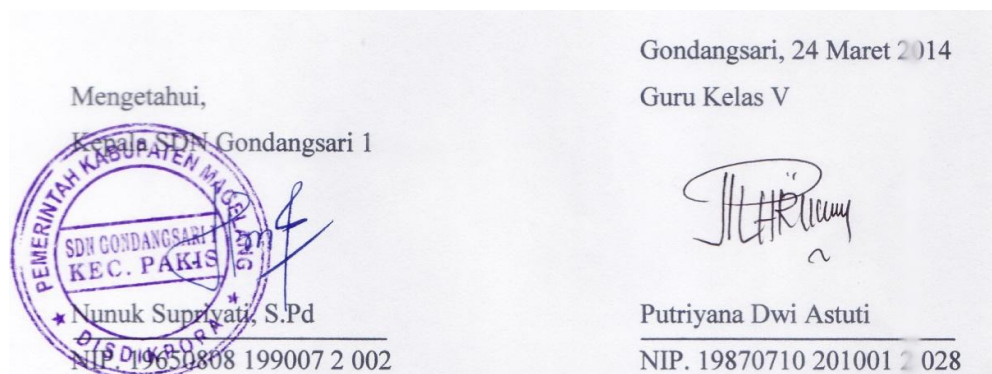 Gondangsari, 24 Maret 2014
Mengetahui,
Guru Kelas V
Kepala SDN Gondangsari 1
PEMERINTAH KABUPATEN MAGELANG
SDN GONDANGSARI 1
KEC. PAKIS
DISDIKPORA
Nunuk Supriyati, S.Pd
Putriyana Dwi Astuti
NIP. 19650808 199007 2 002
NIP. 19870710 201001 2 028